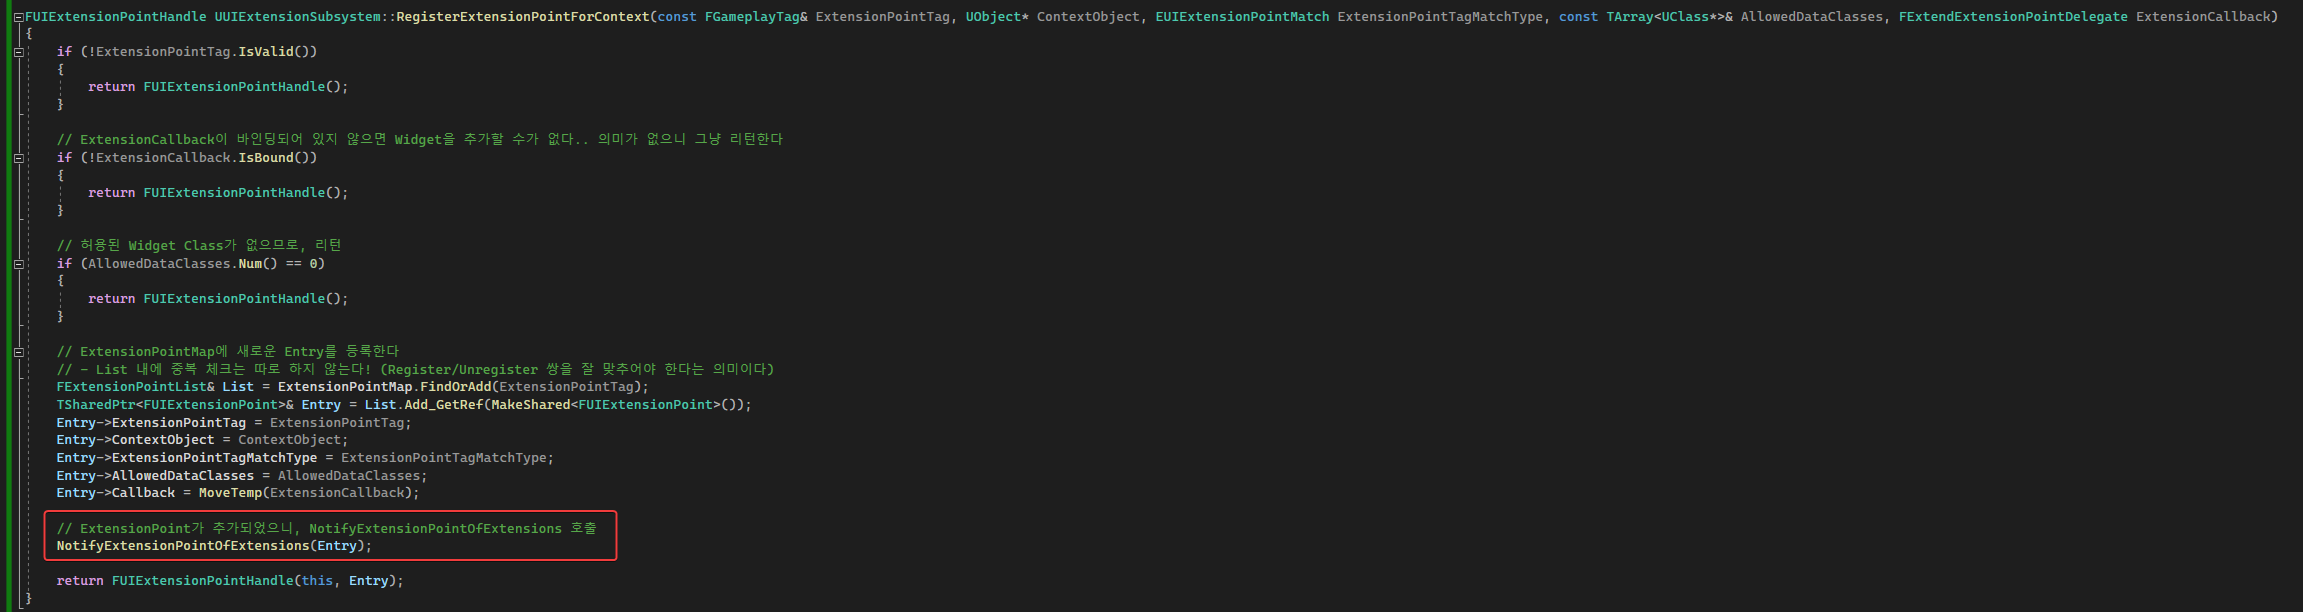 FUIExtensionPointHandle UUIExtensionSubsystem::RegisterExtensionPointForContext(const FGameplayTag& ExtensionPointTag, UObject* ContextObject, EUIExtensionPointMatch ExtensionPointTagMatchType, const TArray<UClass*>& AllowedDataClasses, FExtendExtensionPointDelegate ExtensionCallback)
{
if (!ExtensionPointTag.IsValid())
{
return FUIExtensionPointHandle();
}
// ExtensionCallback이 바인딩되어 있지 않으면 Widget을 추가할 수가 없다.. 의미가 없으니 그냥 리턴한다
if (!ExtensionCallback.IsBound())
{
return FUIExtensionPointHandle();
}
// 허용된 Widget Class가 없으므로, 리턴
if (AllowedDataClasses.Num() == 0)
{
return FUIExtensionPointHandle();
}
// ExtensionPointMap에 새로운 Entry를 등록한다
// - List 내에 중복 체크는 따로 하지 않는다! (Register/Unregister 쌍을 잘 맞추어야 한다는 의미이다)
FExtensionPointList& List = ExtensionPointMap.FindOrAdd(ExtensionPointTag);
TSharedPtr<FUIExtensionPoint>& Entry = List.Add_GetRef(MakeShared<FUIExtensionPoint>());
Entry->ExtensionPointTag = ExtensionPointTag;
Entry->ContextObject = ContextObject;
Entry->ExtensionPointTagMatchType = ExtensionPointTagMatchType;
Entry->AllowedDataClasses = AllowedDataClasses;
Entry->Callback = MoveTemp(ExtensionCallback);
// ExtensionPoint가 추가되었으니, NotifyExtensionPointOfExtensions 호출
NotifyExtensionPointOfExtensions(Entry);
return FUIExtensionPointHandle(this, Entry);
}